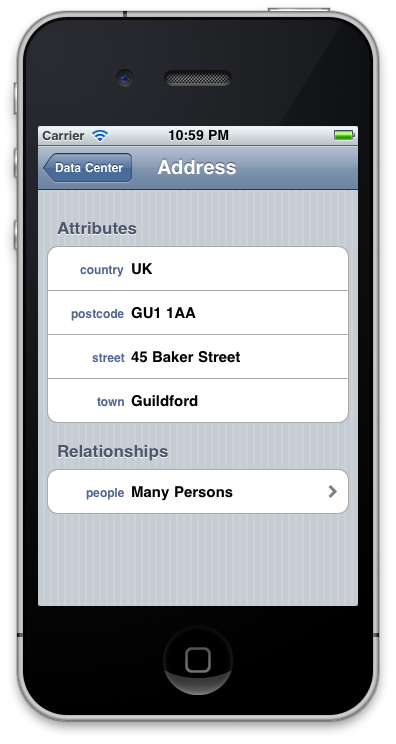 Carrier 10:59 PM
Data Center Address
Attributes
country UK
postcode GU1 1AA
street 45 Baker Street
town Guildford
Relationships
people Many Persons